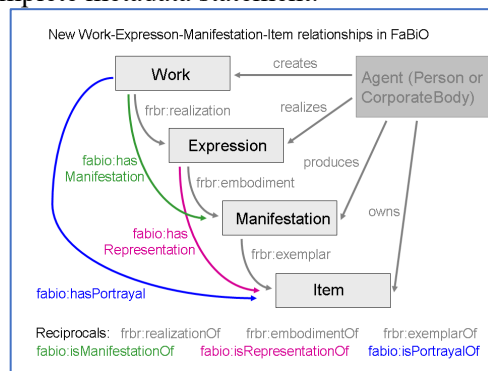 New Work-Expresson-Manifestation-Item relationships in FaBiO
creates
Work
Agent (Person or
CorporateBody)
frbr:realization
realizes
Expression
fabio:has
Manifestation
frbr:embodiment
produces
Manifestation
owns
fabio:has
Representation
frbr:exemplar
Item
fabio:hasPortrayal
Reciprocals: frbr:realizationOf frbr:embodimentOf frbr:exemplarOf
fabio:isManifestationOf fabio:isRepresentationOf fabio:isPortrayalOf